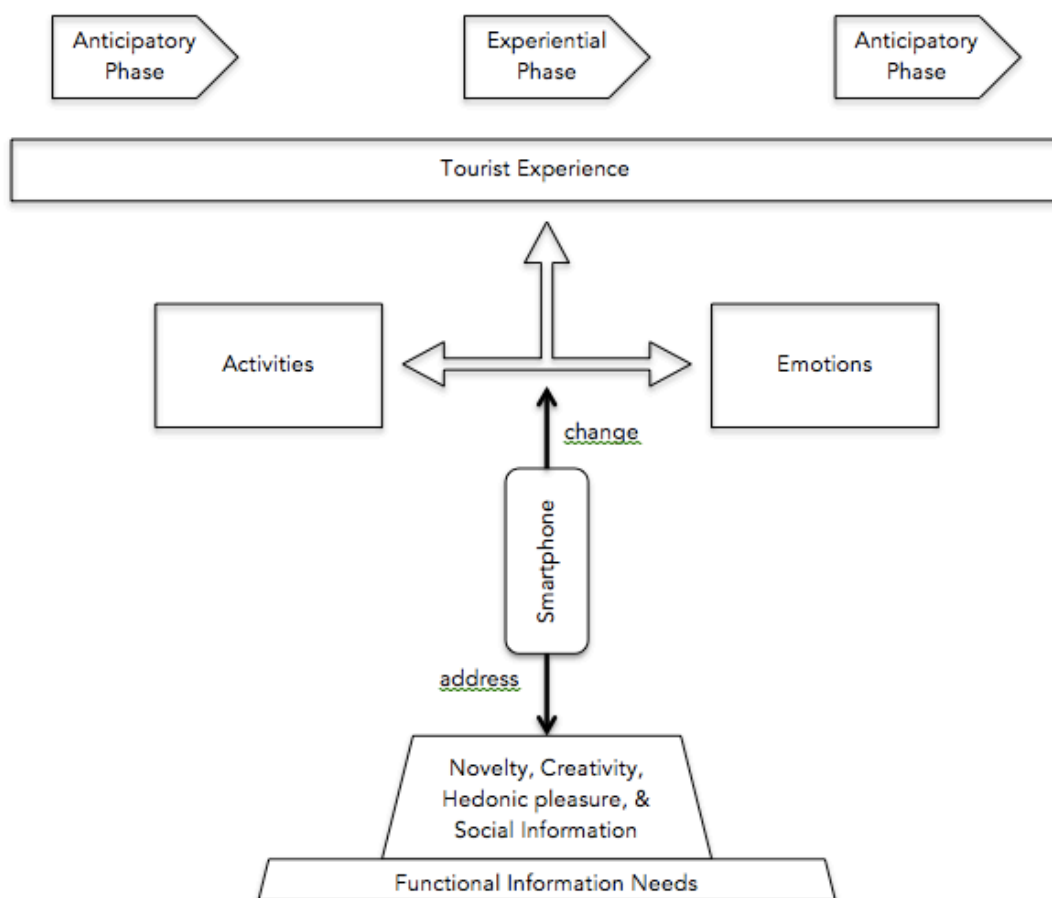 Anticipatory
Phase
Experiential
Phase
Anticipatory
Phase
Tourist Experience
Activities
Emotions
change
Smartphone
address
Novelty, Creativity,
Hedonic pleasure, &
Social Information
Functional Information Needs